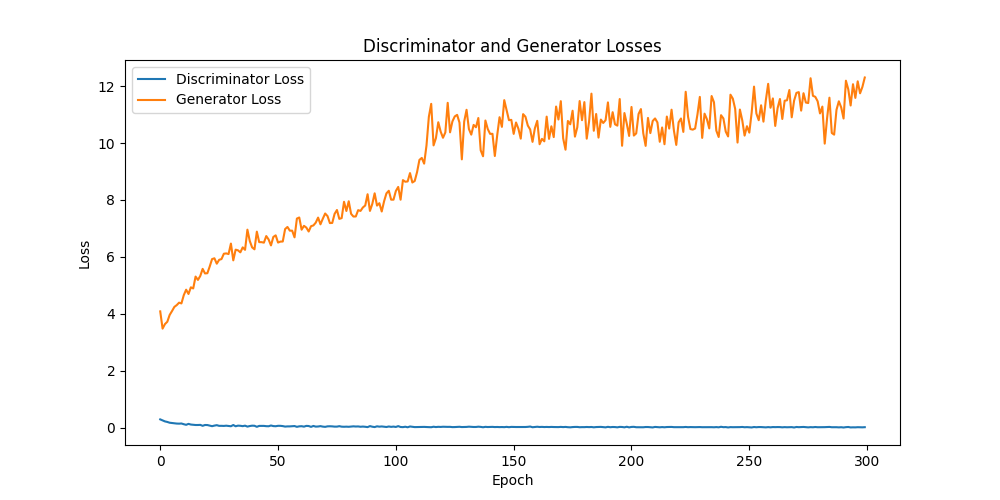 Discriminator and Generator Losses
Discriminator Loss
Generator Loss
12
10
8
6
4
2
0
Loss
0 50 100 150 200 250 300
Epoch